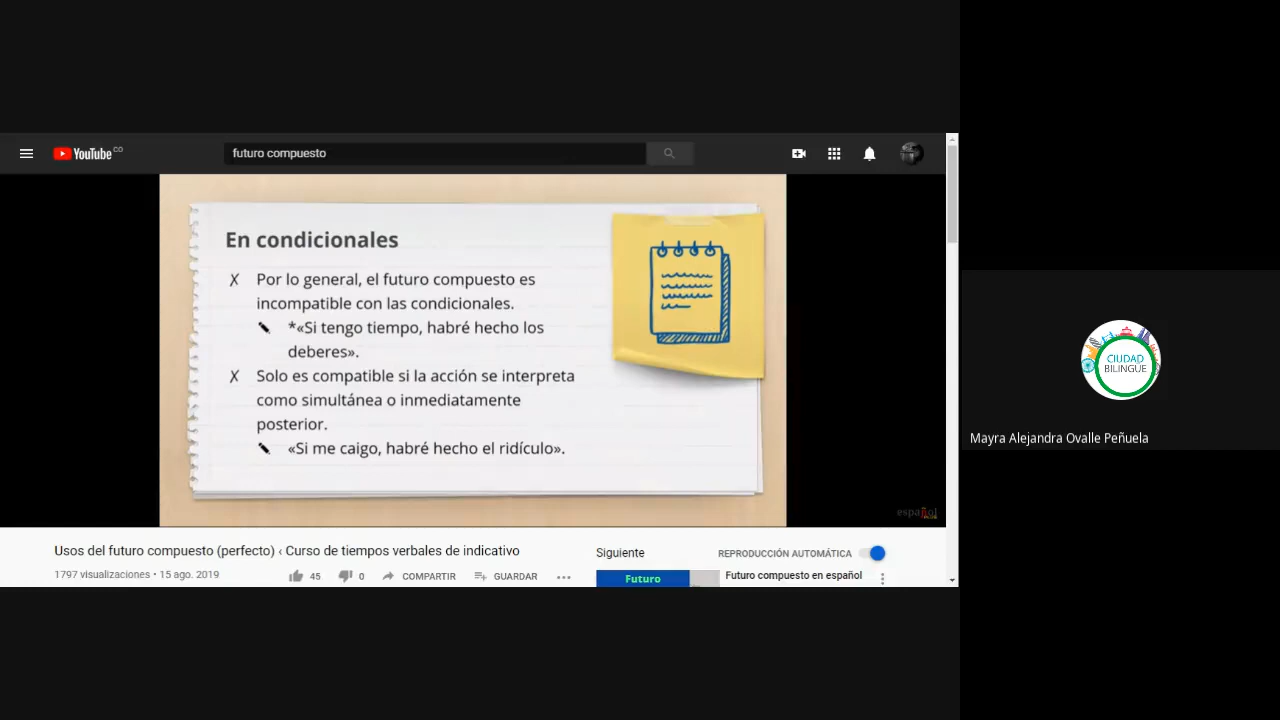 YouTube CO
futuro compuesto
En condicionales
X Por lo general, el futuro compuesto es
incompatible con las condicionales.
*«Si tengo tiempo, habré hecho los
deberes».
X Solo es compatible si la acción se interpreta
como simultánea o inmediatamente
posterior.
«Si me caigo, habré hecho el ridículo».
español
CIUDAD
BILINGÜE
Mayra Alejandra Ovalle Peñuela
Usos del futuro compuesto (perfecto) ‹ Curso de tiempos verbales de indicativo
1797 visualizaciones • 15 ago. 2019
45
0
COMPARTIR
GUARDAR
Siguiente
REPRODUCCIÓN AUTOMÁTICA
Futuro
Futuro compuesto en español